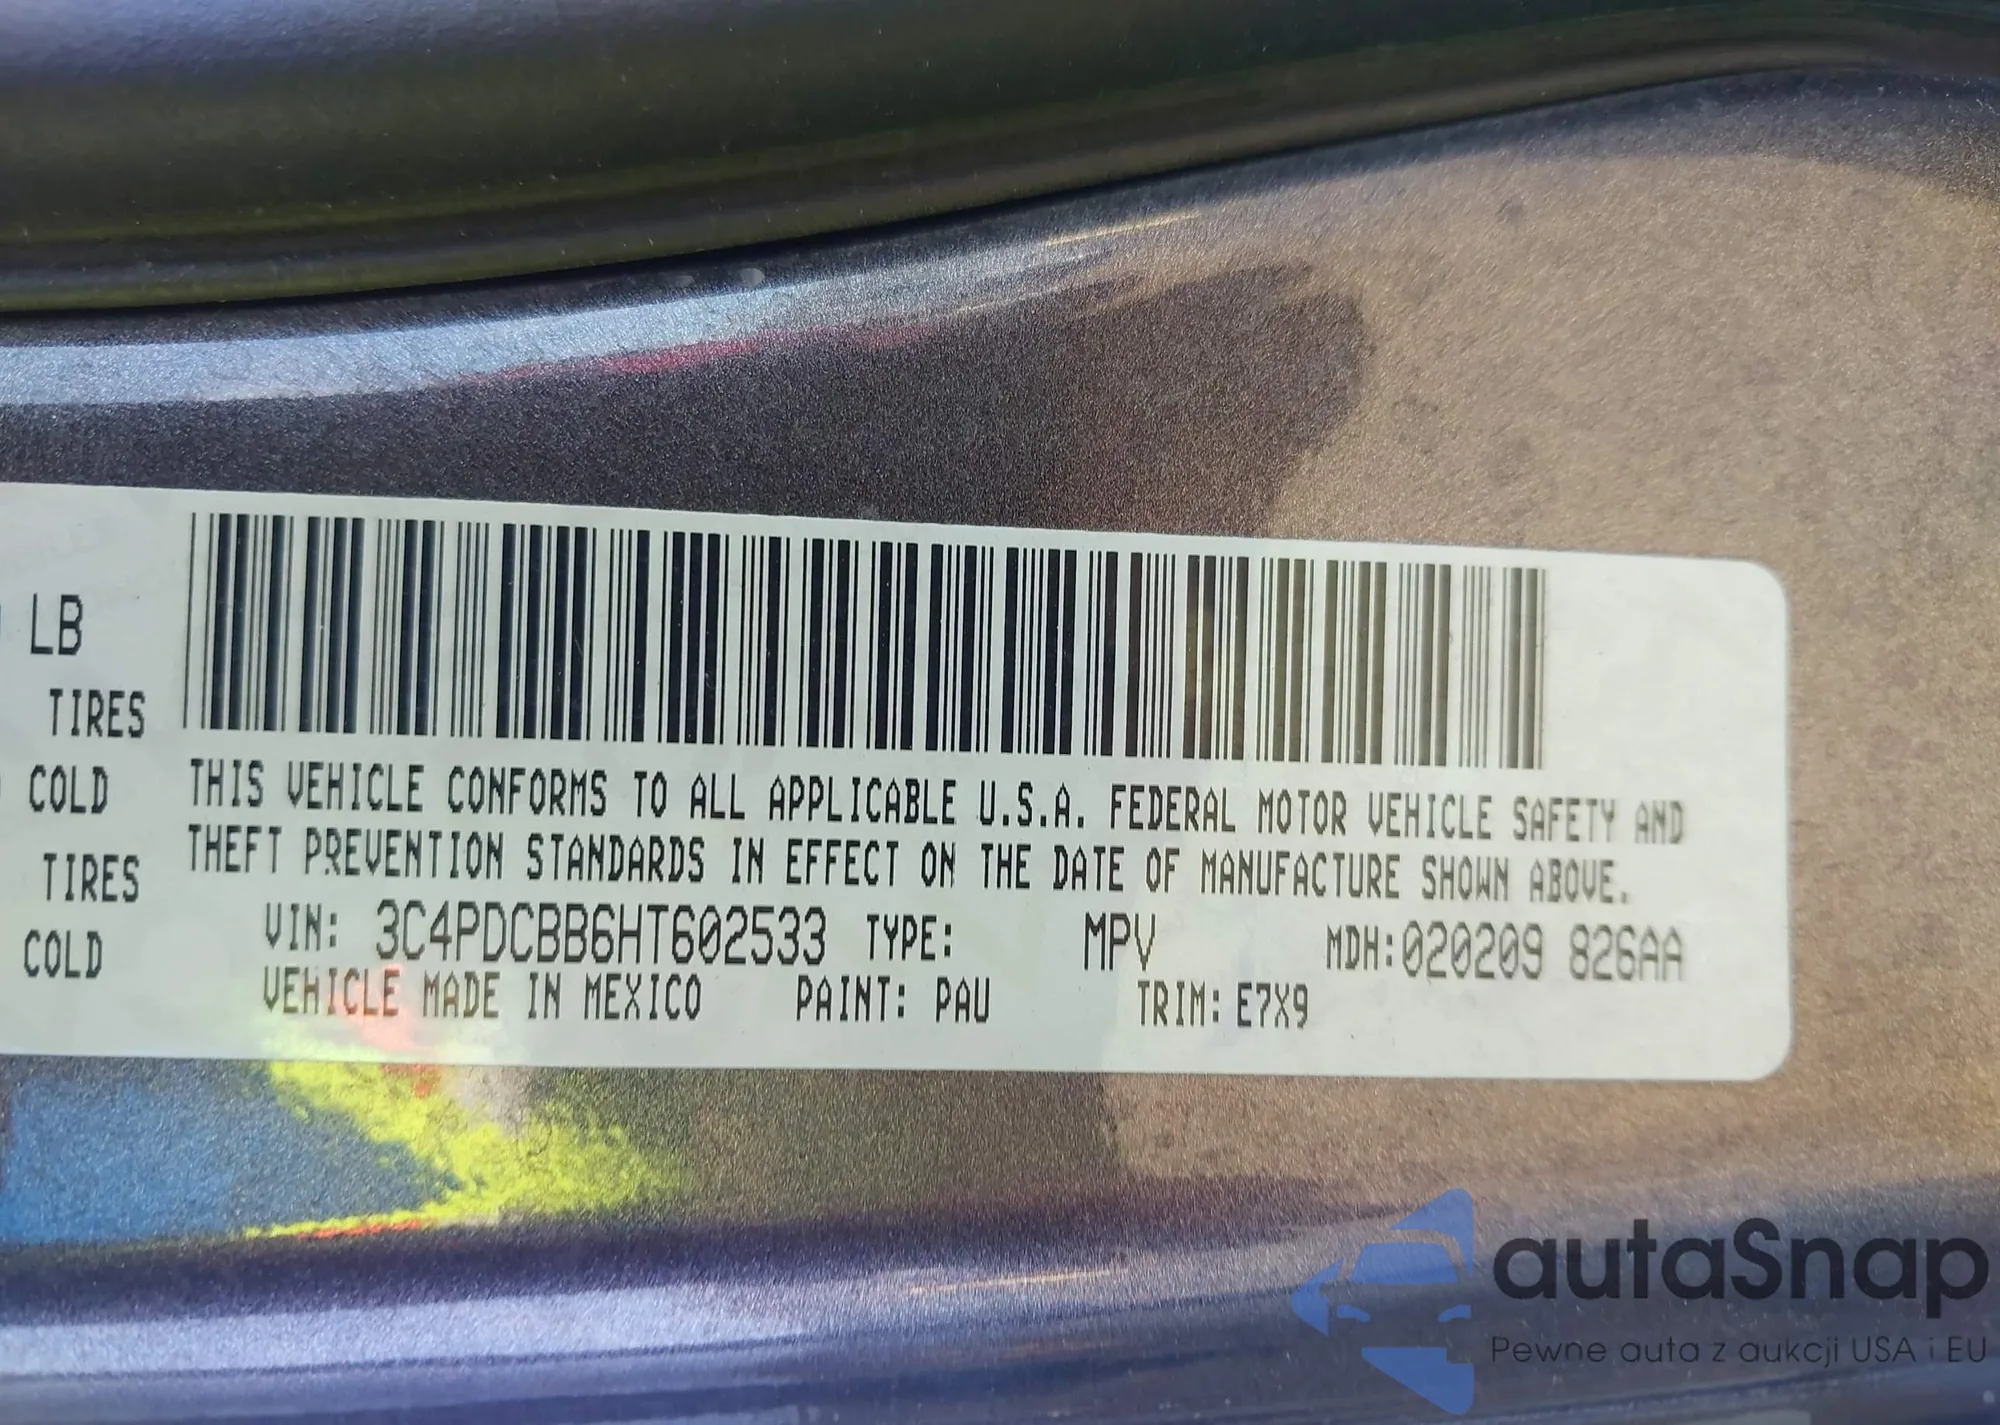 LB
TIRES
COLD
TIRES
COLD
THIS VEHICLE CONFORMS TO ALL APPLICABLE U.S.A. FEDERAL MOTOR VEHICLE SAFETY AND
THEFT PREVENTION STANDARDS IN EFFECT ON THE DATE OF MANUFACTURE SHOWN ABOVE.
VIN: 3C4PDCBB6HT602533 TYPE: MPV MDH:020209 826AA
VEHICLE MADE IN MEXICO PAINT: PAU TRIM: E7X9
autaSnap
Pewne auta z aukcji USA i EU